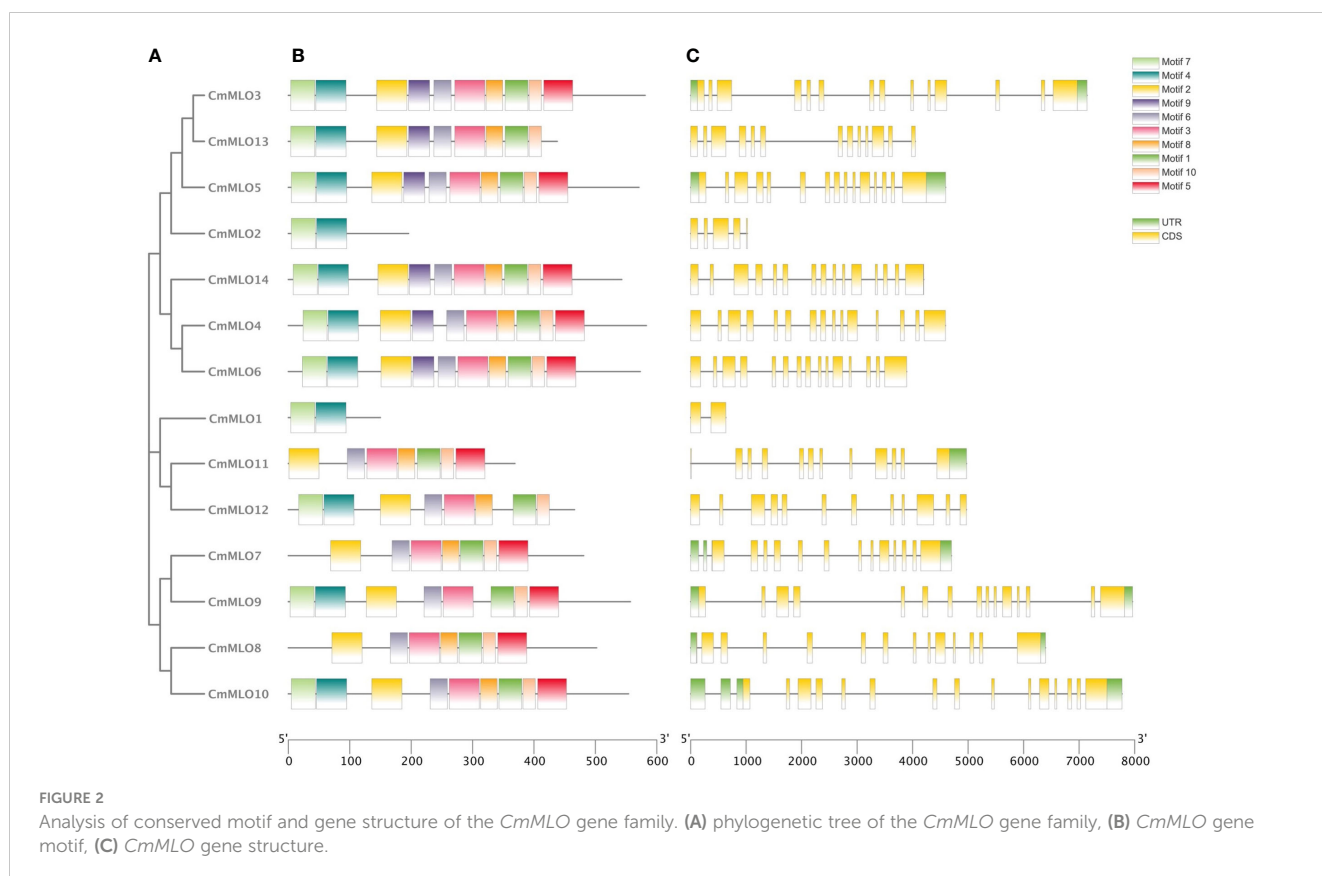 A
B
C
CmMLO3
CmMLO13
CmMLO5
CmMLO2
CmMLO14
CmMLO4
CmMLO6
CmMLO1
CmMLO11
CmMLO12
CmMLO7
CmMLO9
CmMLO8
CmMLO10
Motif 7
Motif 4
Motif 2
Motif 9
Motif 6
Motif 3
Motif 8
Motif 1
Motif 10
Motif 5
UTR
CDS
5' 3'
0 100 200 300 400 500 600
5' 3'
0 1000 2000 3000 4000 5000 6000 7000 8000
FIGURE 2
Analysis of conserved motif and gene structure of the CmMLO gene family. (A) phylogenetic tree of the CmMLO gene family, (B) CmMLO gene
motif, (C) CmMLO gene structure.